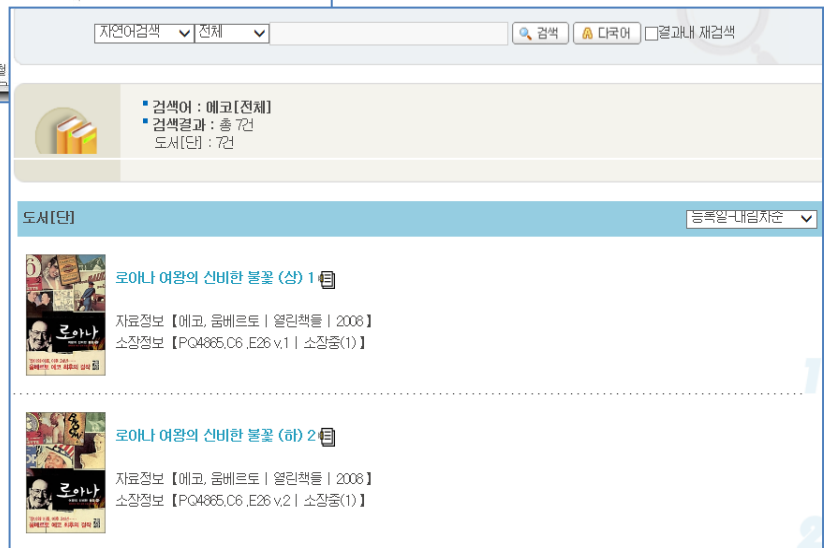 자연어검색 전체 검색 다국어 결과내 재검색
검색어 : 에코[전체]
검색결과 : 총 7건
도서[단] : 7건
도서[단] 등록일-내림차순
로아나 여왕의 신비한 불꽃 (상) 1
자료정보【에코, 움베르토 | 열린책들 | 2008】
소장정보【PQ4865.C6 .E26 v.1 | 소장중(1)】
로아나
1
로아나 여왕의 신비한 불꽃 (하) 2
자료정보【에코, 움베르토 | 열린책들 | 2008】
소장정보【PQ4865.C6 .E26 v.2 | 소장중(1)】
로아나
2